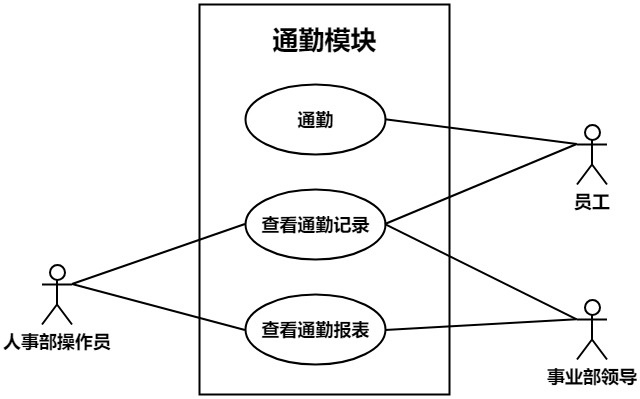 通勤模块
通勤
员工
查看通勤记录
人事部操作员
查看通勤报表
事业部领导